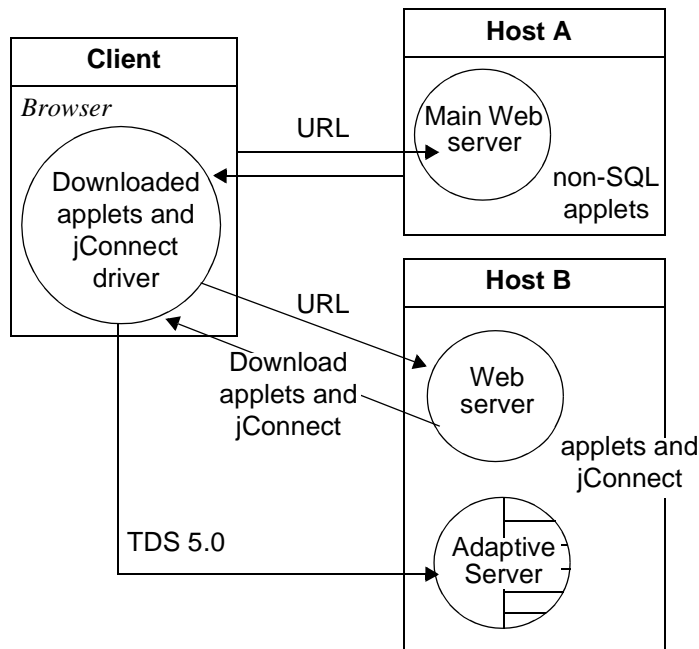 Client
Browser
Downloaded
applets and
jConnect
driver
URL
Host A
Main Web
server
non-SQL
applets
URL
Download
applets and
jConnect
Host B
Web
server
applets and
jConnect
TDS 5.0
Adaptive
Server